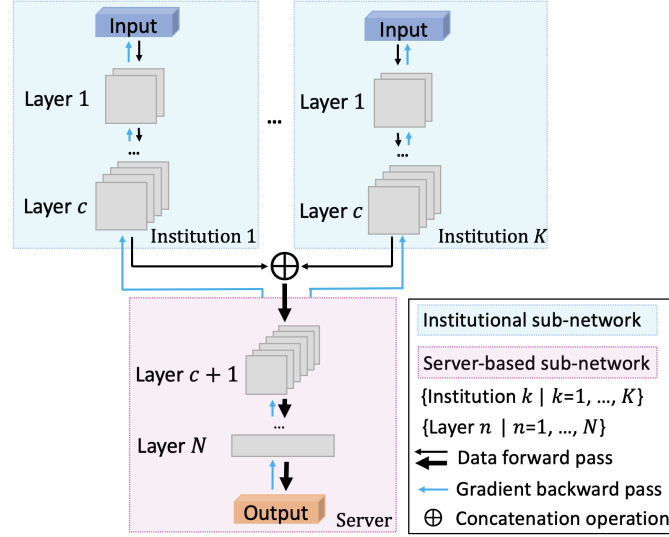 Input
Layer 1
...
Layer c
Institution 1
...
Input
Layer 1
...
Layer c
Institution K
Layer c + 1
...
Layer N
Output
Server
Institutional sub-network
Server-based sub-network
{Institution k | k=1, ..., K}
{Layer n | n=1, ..., N}
Data forward pass
Gradient backward pass
⊕ Concatenation operation